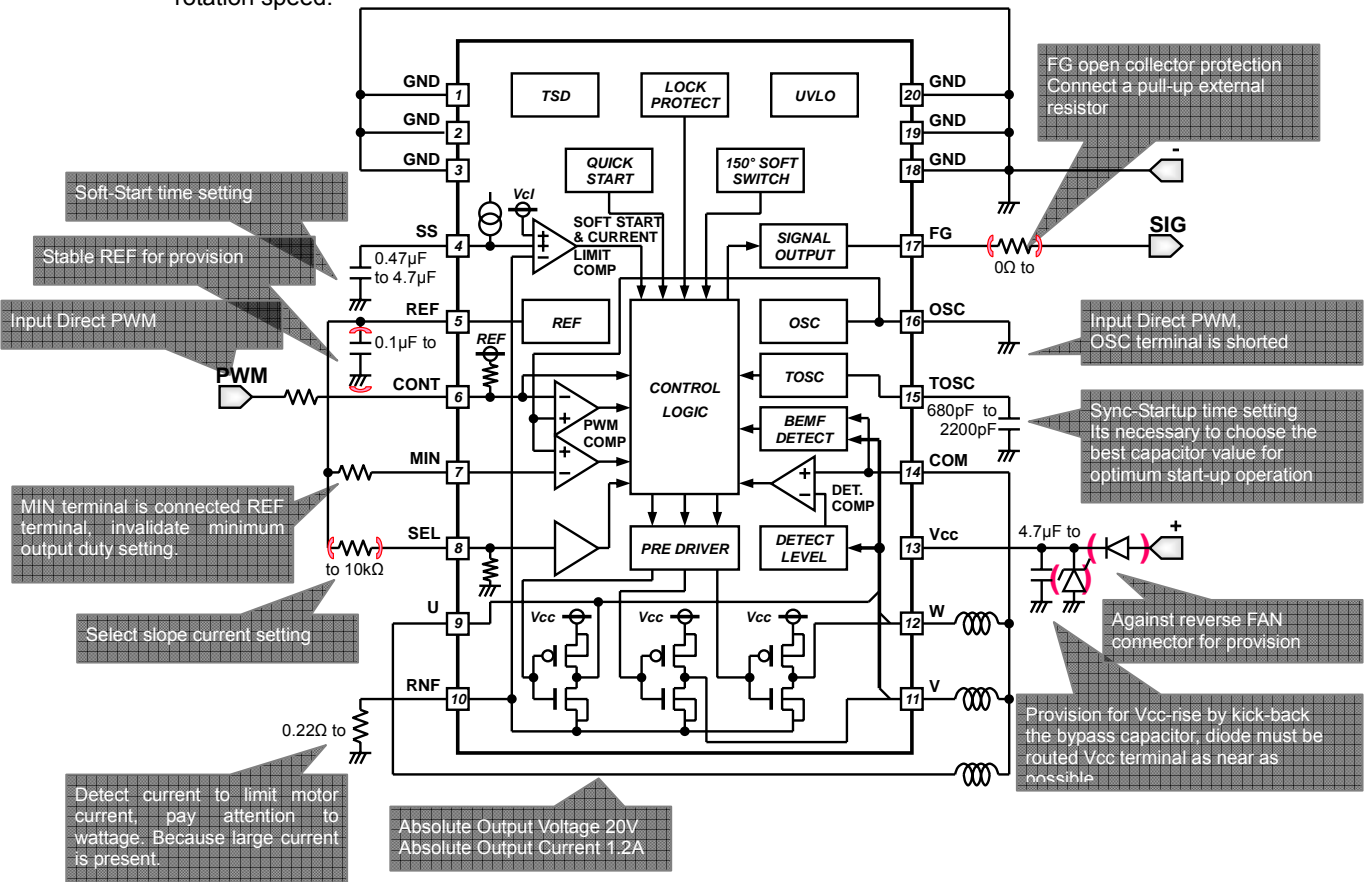 rotation speed.
FG open collector protection
Connect a pull-up external
resistor
GND
1
GND
2
GND
3
TSD
LOCK
PROTECT
UVLO
20
GND
19
GND
18
GND
-
QUICK
START
150° SOFT
SWITCH
Soft-Start time setting
SS
4
0.47µF
to 4.7µF
Vcl
SOFT START
& CURRENT
LIMIT
COMP
SIGNAL
OUTPUT
17
FG
0Ω to
SIG
Stable REF for provision
REF
5
0.1µF to
REF
REF
OSC
16
OSC
Input Direct PWM,
OSC terminal is shorted
Input Direct PWM
PWM
CONT
6
PWM
COMP
CONTROL
LOGIC
TOSC
15
TOSC
680pF to
2200pF
Sync-Startup time setting
Its necessary to choose the
best capacitor value for
optimum start-up operation
BEMF
DETECT
MIN
7
14
COM
DET.
COMP
MIN terminal is connected REF
terminal, invalidate minimum
output duty setting.
SEL
8
to 10kΩ
PRE DRIVER
DETECT
LEVEL
13
Vcc
4.7µF to
+
Select slope current setting
U
9
Vcc
Vcc
Vcc
12
W
Against reverse FAN
connector for provision
RNF
10
0.22Ω to
11
V
Provision for Vcc-rise by kick-back
the bypass capacitor, diode must be
routed Vcc terminal as near as
possible
Detect current to limit motor
current, pay attention to
wattage. Because large current
is present.
Absolute Output Voltage 20V
Absolute Output Current 1.2A